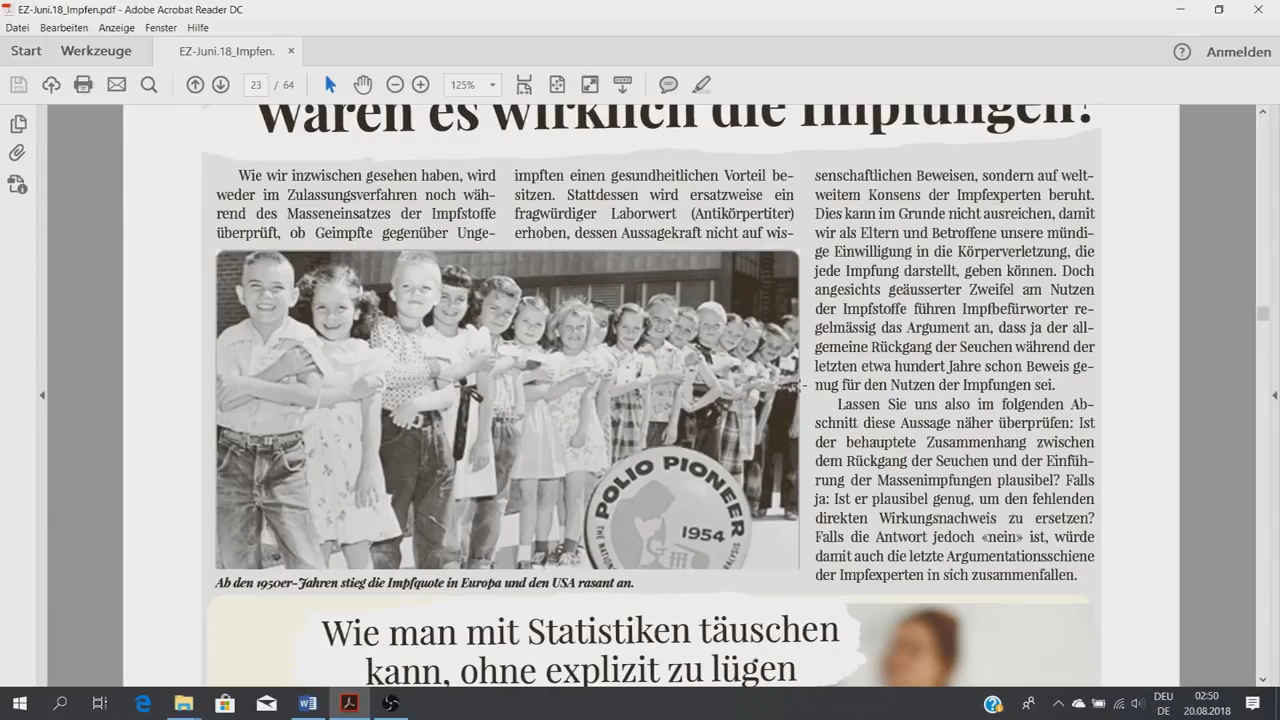 EZ-Juni.18_Impfen.pdf - Adobe Acrobat Reader DC
Datei Bearbeiten Anzeige Fenster Hilfe
Start Werkzeuge EZ-Juni.18_Impfen. × Anmelden
23 / 64 125%
Waren es wirklich die Impfungen?
Wie wir inzwischen gesehen haben, wird
weder im Zulassungsverfahren noch wäh-
rend des Masseneinsatzes der Impfstoffe
überprüft, ob Geimpfte gegenüber Unge-
impften einen gesundheitlichen Vorteil be-
sitzen. Stattdessen wird ersatzweise ein
fragwürdiger Laborwert (Antikörpertiter)
erhoben, dessen Aussagekraft nicht auf wis-
senschaftlichen Beweisen, sondern auf welt-
weitem Konsens der Impfexperten beruht.
Dies kann im Grunde nicht ausreichen, damit
wir als Eltern und Betroffene unsere mündi-
ge Einwilligung in die Körperverletzung, die
jede Impfung darstellt, geben können. Doch
angesichts geäusserter Zweifel am Nutzen
der Impfstoffe führen Impfbefürworter re-
gelmässig das Argument an, dass ja der all-
gemeine Rückgang der Seuchen während der
letzten etwa hundert Jahre schon Beweis ge-
nug für den Nutzen der Impfungen sei.
Lassen Sie uns also im folgenden Ab-
schnitt diese Aussage näher überprüfen: Ist
der behauptete Zusammenhang zwischen
dem Rückgang der Seuchen und der Einfüh-
rung der Massenimpfungen plausibel? Falls
ja: Ist er plausibel genug, um den fehlenden
direkten Wirkungsnachweis zu ersetzen?
Falls die Antwort jedoch «nein» ist, würde
damit auch die letzte Argumentationsschiene
der Impfexperten in sich zusammenfallen.
POLIO PIONEER
1954
Ab den 1950er-Jahren stieg die Impfquote in Europa und den USA rasant an.
Wie man mit Statistiken täuschen
kann, ohne explizit zu lügen
DEU 02:50
DE 20.08.2018